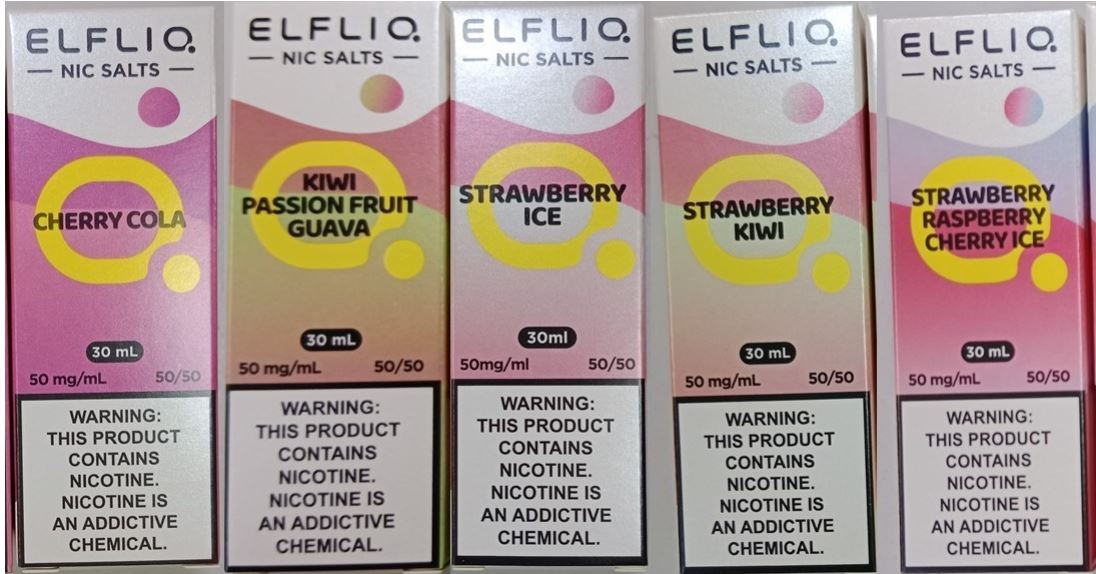 ELFLIQ
NIC SALTS
CHERRY COLA
30 mL
50 mg/mL 50/50
WARNING:
THIS PRODUCT
CONTAINS
NICOTINE.
NICOTINE IS
AN ADDICTIVE
CHEMICAL.
ELFLIQ
NIC SALTS
KIWI
PASSION FRUIT
GUAVA
30 mL
50 mg/mL 50/50
WARNING:
THIS PRODUCT
CONTAINS
NICOTINE.
NICOTINE IS
AN ADDICTIVE
CHEMICAL.
ELFLIQ
NIC SALTS
STRAWBERRY
ICE
30ml
50mg/ml 50/50
WARNING:
THIS PRODUCT
CONTAINS
NICOTINE.
NICOTINE IS
AN ADDICTIVE
CHEMICAL.
ELFLIQ
NIC SALTS
STRAWBERRY
KIWI
30 mL
50 mg/mL 50/50
WARNING:
THIS PRODUCT
CONTAINS
NICOTINE.
NICOTINE IS
AN ADDICTIVE
CHEMICAL.
ELFLIQ
NIC SALTS
STRAWBERRY
RASPBERRY
CHERRY ICE
30 mL
50 mg/mL 50/50
WARNING:
THIS PRODUCT
CONTAINS
NICOTINE.
NICOTINE IS
AN ADDICTIVE
CHEMICAL.